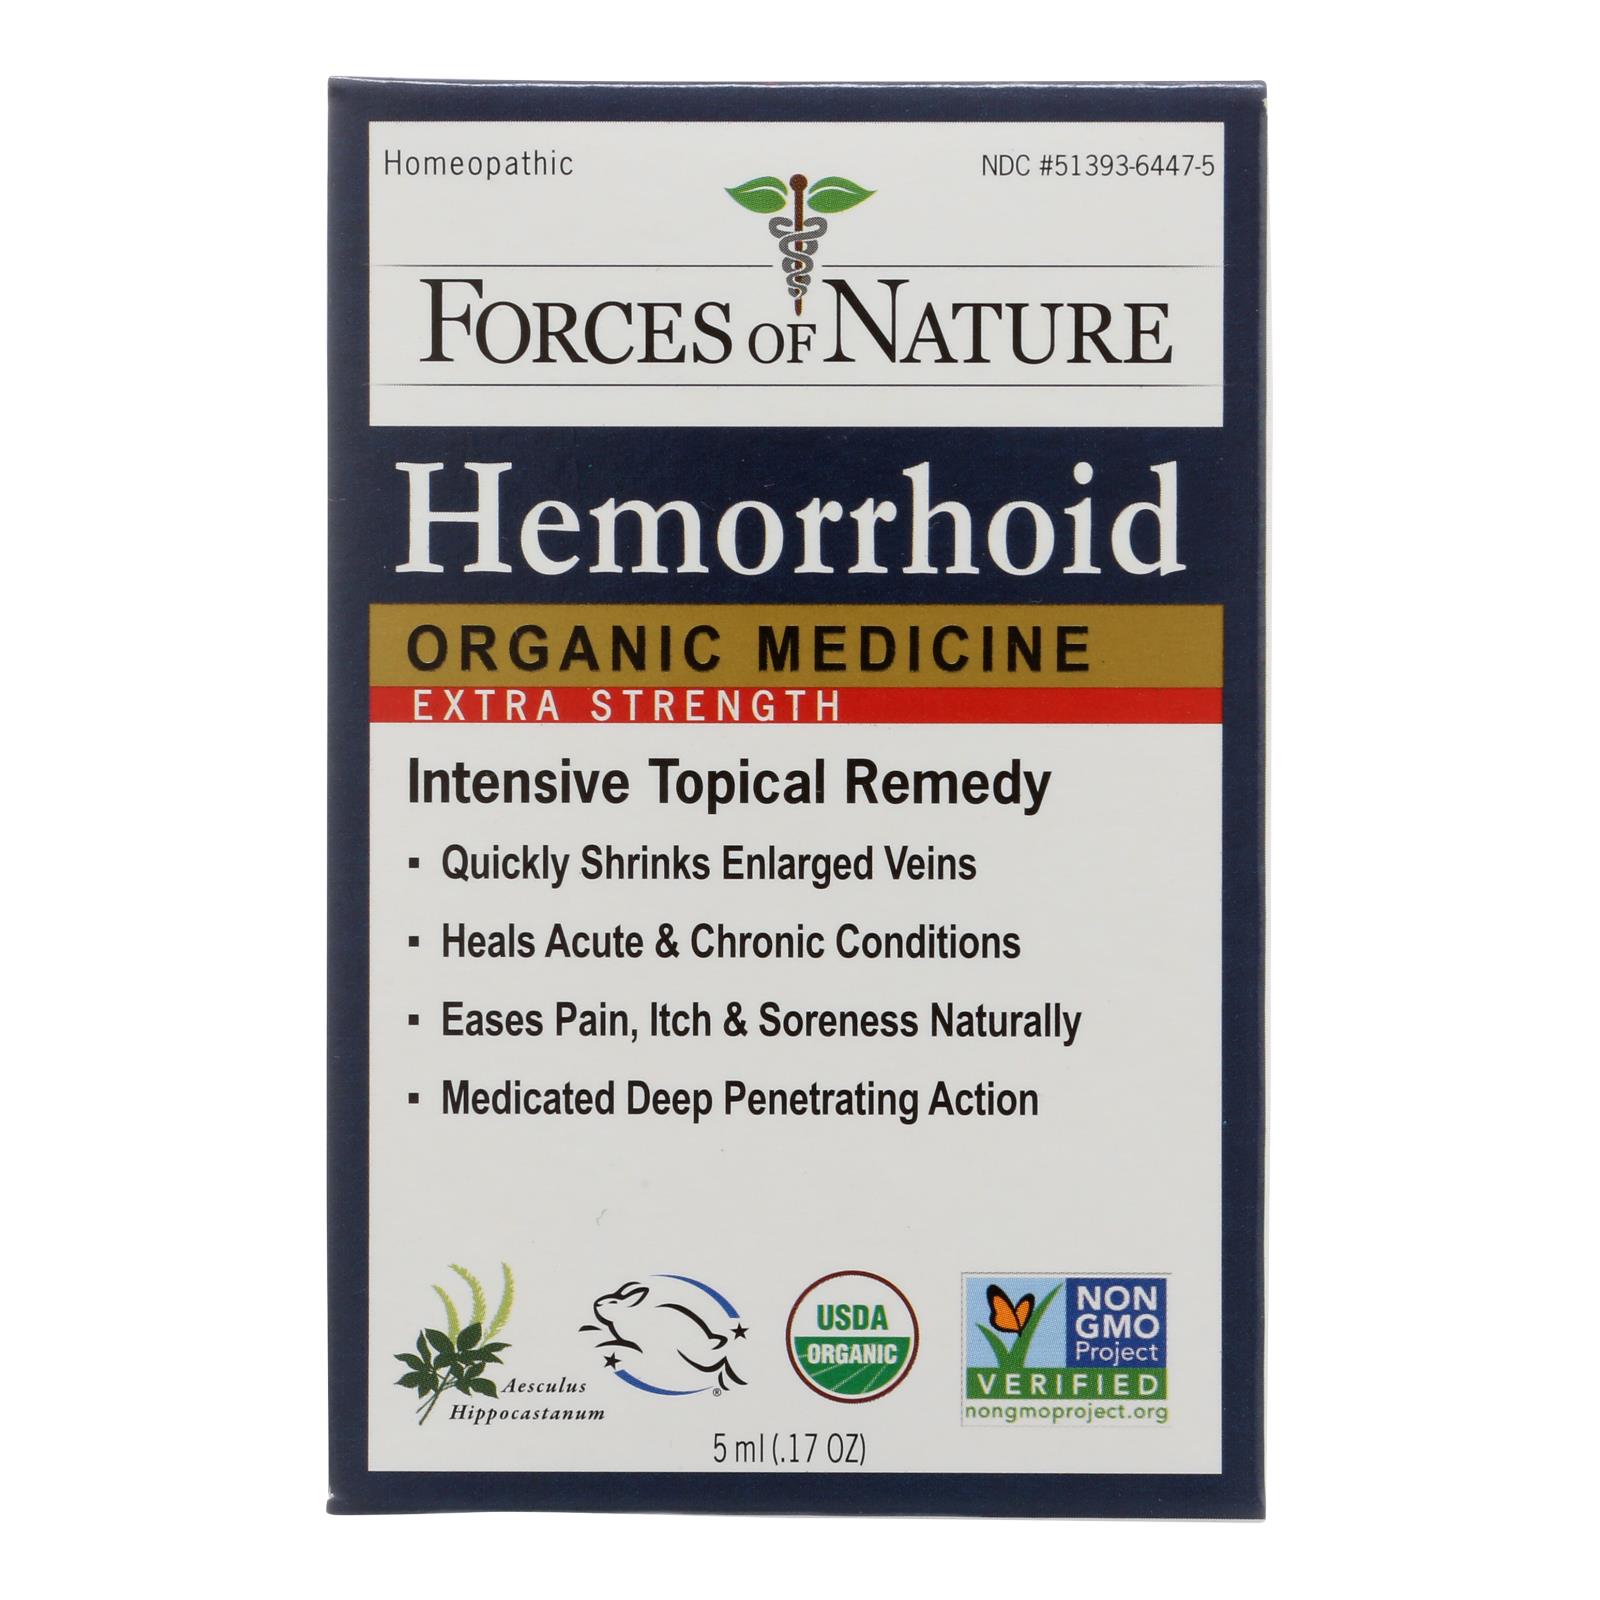 Homeopathic
NDC #51393-6447-5
FORCES OF NATURE
Hemorrhoid
ORGANIC MEDICINE
EXTRA STRENGTH
Intensive Topical Remedy
▪ Quickly Shrinks Enlarged Veins
▪ Heals Acute & Chronic Conditions
▪ Eases Pain, Itch & Soreness Naturally
▪ Medicated Deep Penetrating Action
Aesculus
Hippocastanum
®
USDA
ORGANIC
NON
GMO
Project
VERIFIED
nongmoproject.org
5 ml (.17 OZ)